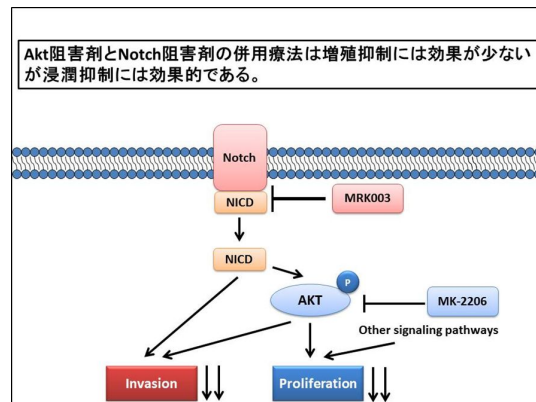 Akt阻害剤とNotch阻害剤の併用療法は増殖抑制には効果が少ない
が浸潤抑制には効果的である。
Notch
NICD
MRK003
NICD
P
AKT
MK-2206
Other signaling pathways
Invasion
Proliferation